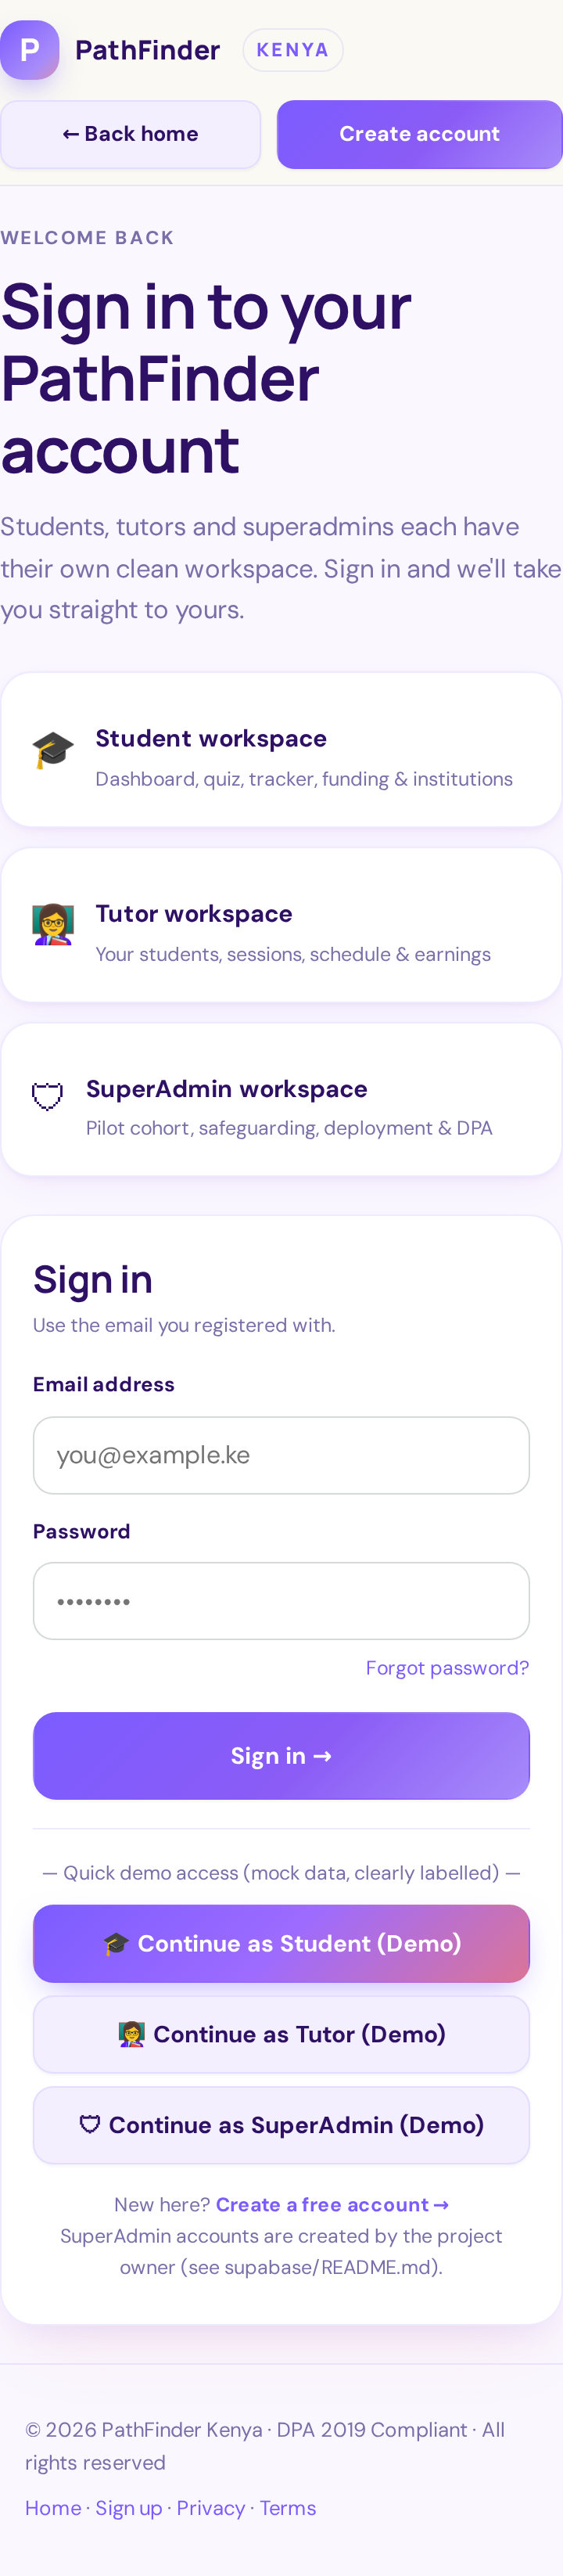 P PathFinder KENYA
← Back home
Create account
WELCOME BACK
Sign in to your
PathFinder
account
Students, tutors and superadmins each have
their own clean workspace. Sign in and we'll take
you straight to yours.
🎓 Student workspace
Dashboard, quiz, tracker, funding & institutions
👩‍🏫 Tutor workspace
Your students, sessions, schedule & earnings
🛡 SuperAdmin workspace
Pilot cohort, safeguarding, deployment & DPA
Sign in
Use the email you registered with.
Email address
you@example.ke
Password
••••••••
Forgot password?
Sign in →
— Quick demo access (mock data, clearly labelled) —
🎓 Continue as Student (Demo)
👩‍🏫 Continue as Tutor (Demo)
🛡 Continue as SuperAdmin (Demo)
New here? Create a free account →
SuperAdmin accounts are created by the project
owner (see supabase/README.md).
© 2026 PathFinder Kenya · DPA 2019 Compliant · All
rights reserved
Home · Sign up · Privacy · Terms